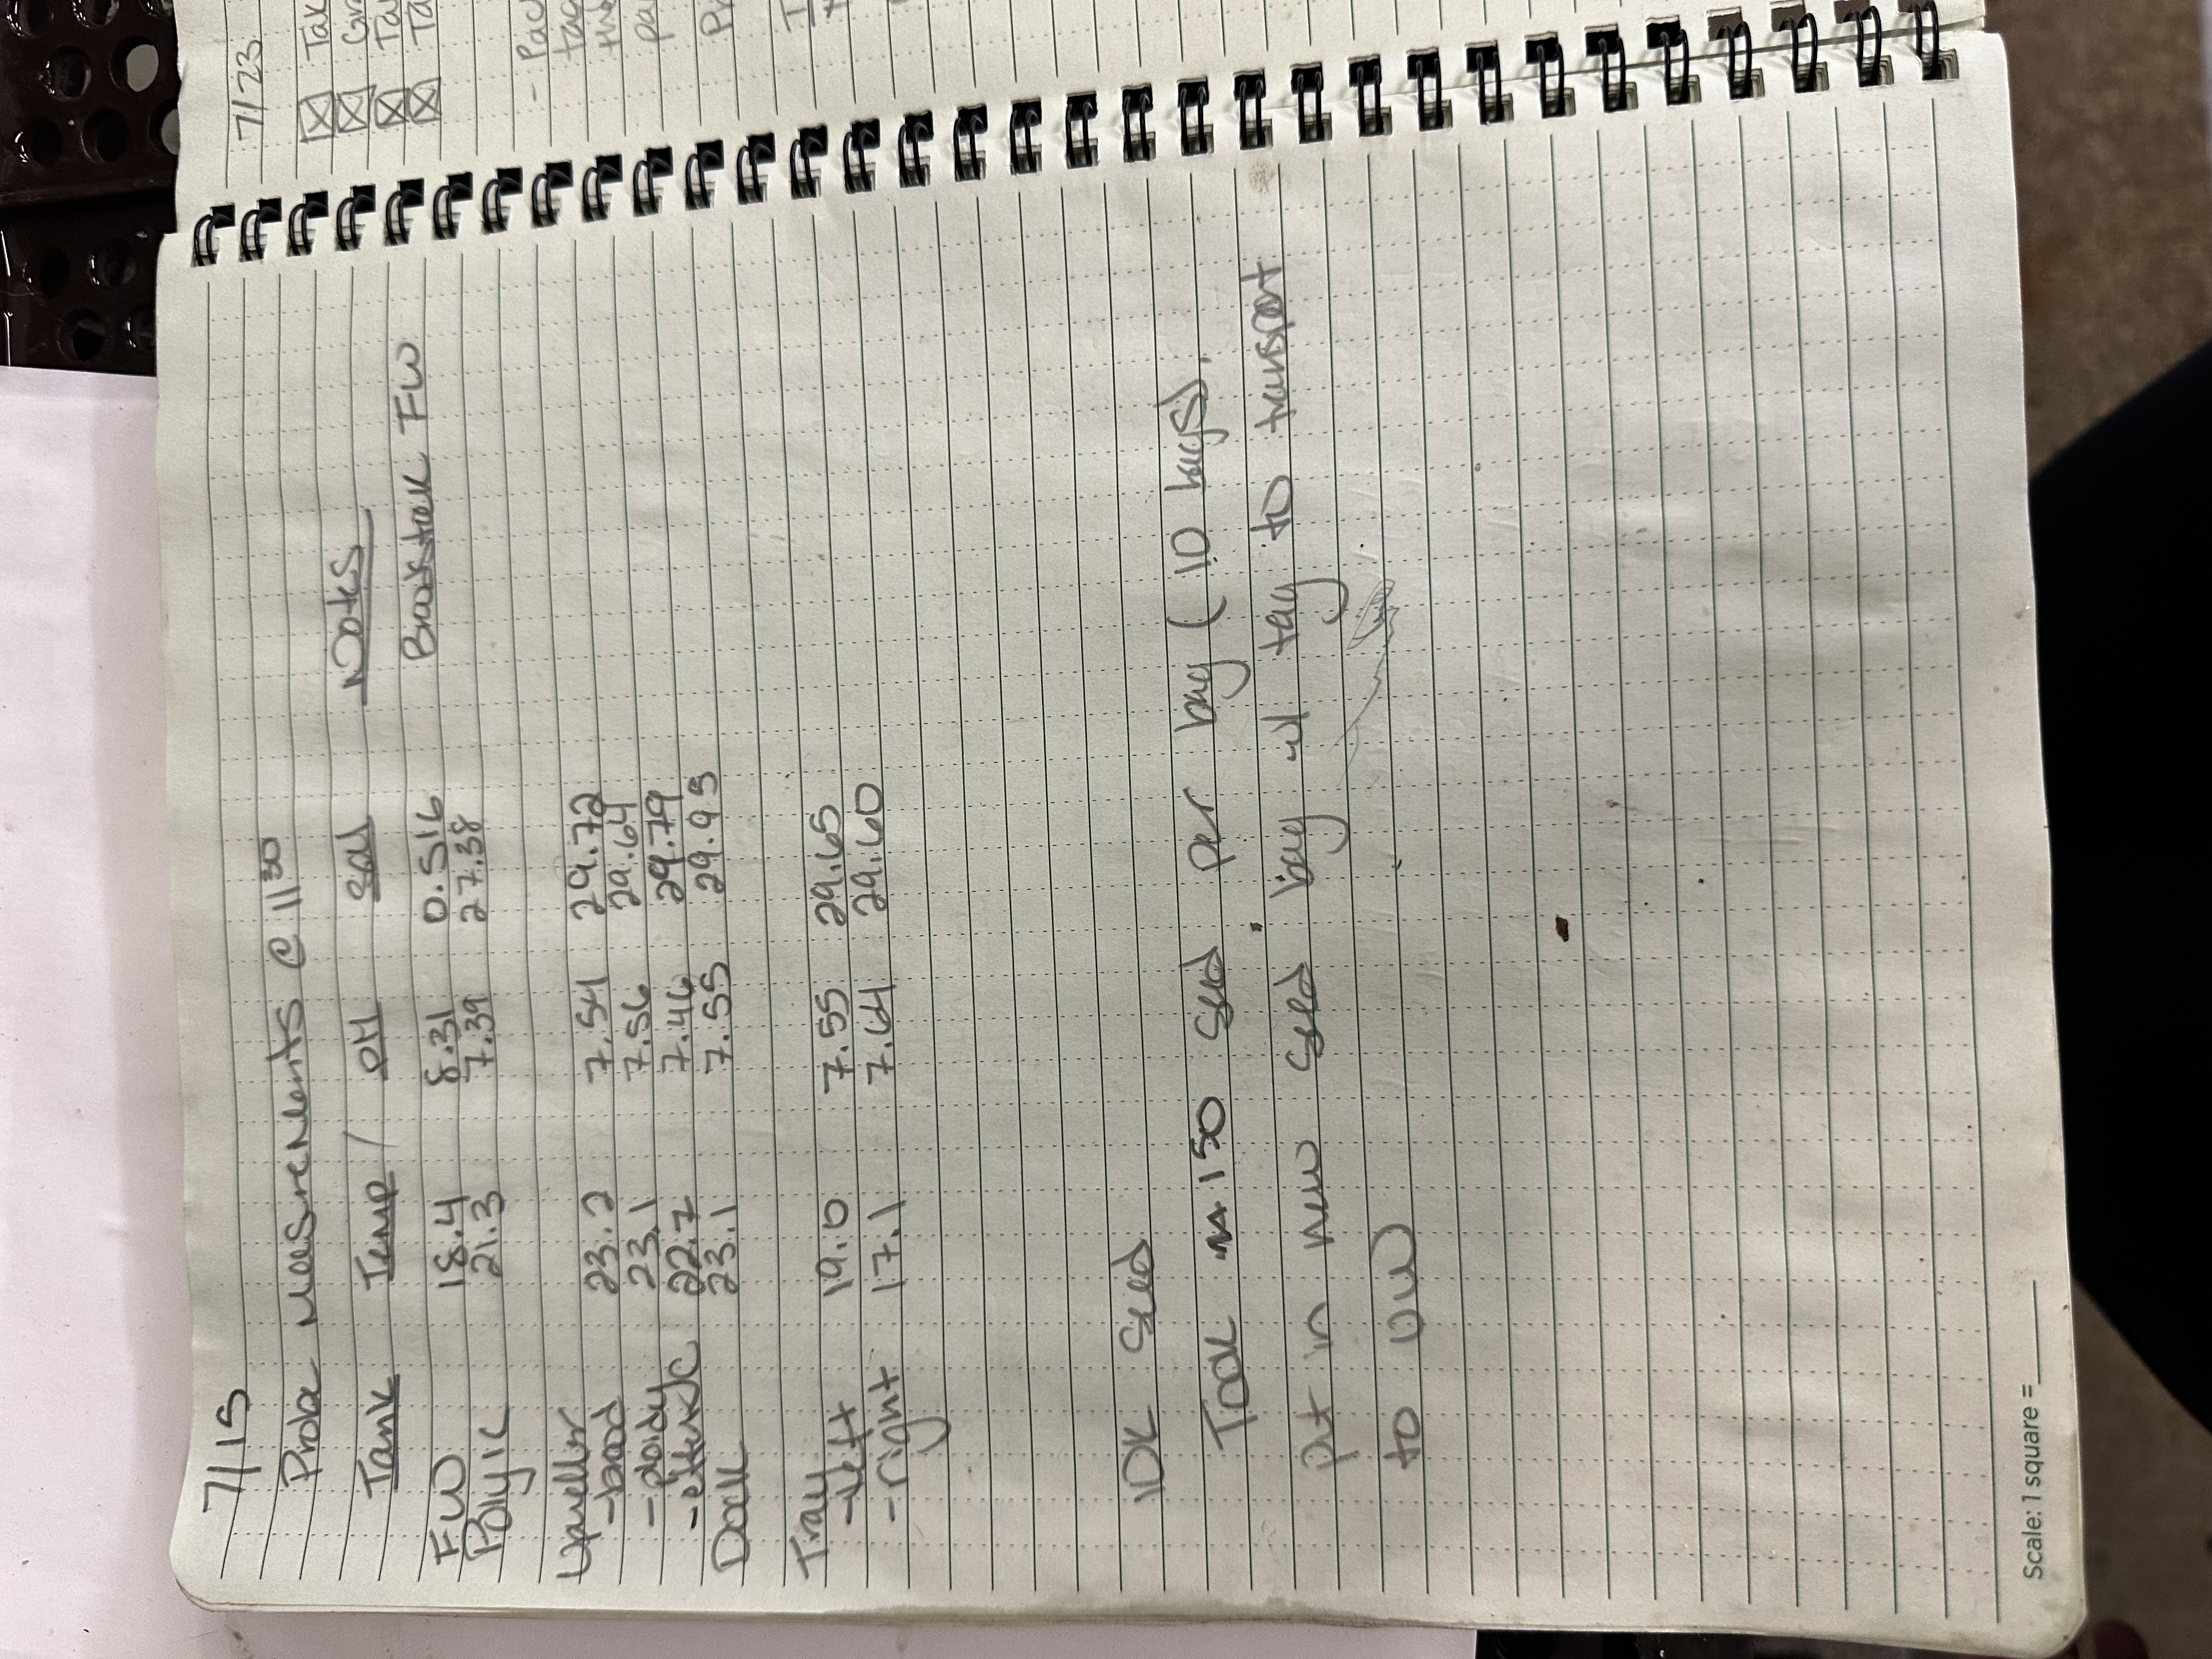 7/15
Probe Measurements @ 11³⁰
Tank Temp / pH Sal Notes
FW 18.4 8.31 0.516 Broodstock FW
Poly IC 21.3 7.39 27.38
Upweller
-brood 23.2 7.54 29.72
-ploidy 23.1 7.56 29.64
-effort C 22.7 7.46 29.79
Dock 23.1 7.55 29.95
Tray
-left 19.0 7.55 29.65
-right 17.1 7.64 29.60
10K Seed
Took 150 seed per bag (10 bags).
put in new seed bag w/ tag to transport
to UW
Scale: 1 square =
7/23
Tak
Gr
Ta
Ta
- Pac
tag
the
pa
Pr